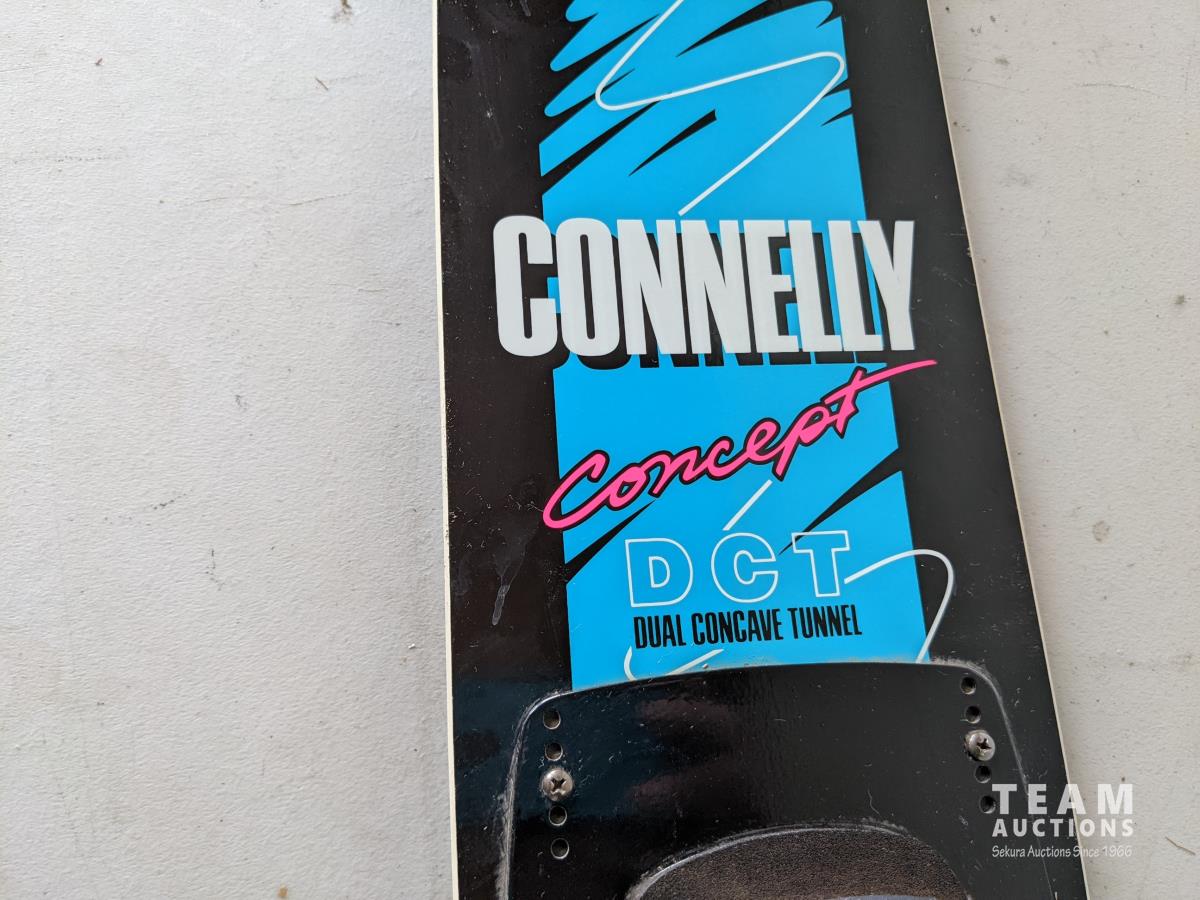 CONNELLY
Concept
DCT
DUAL CONCAVE TUNNEL
TEAM
AUCTIONS
Sekura Auctions Since 1966